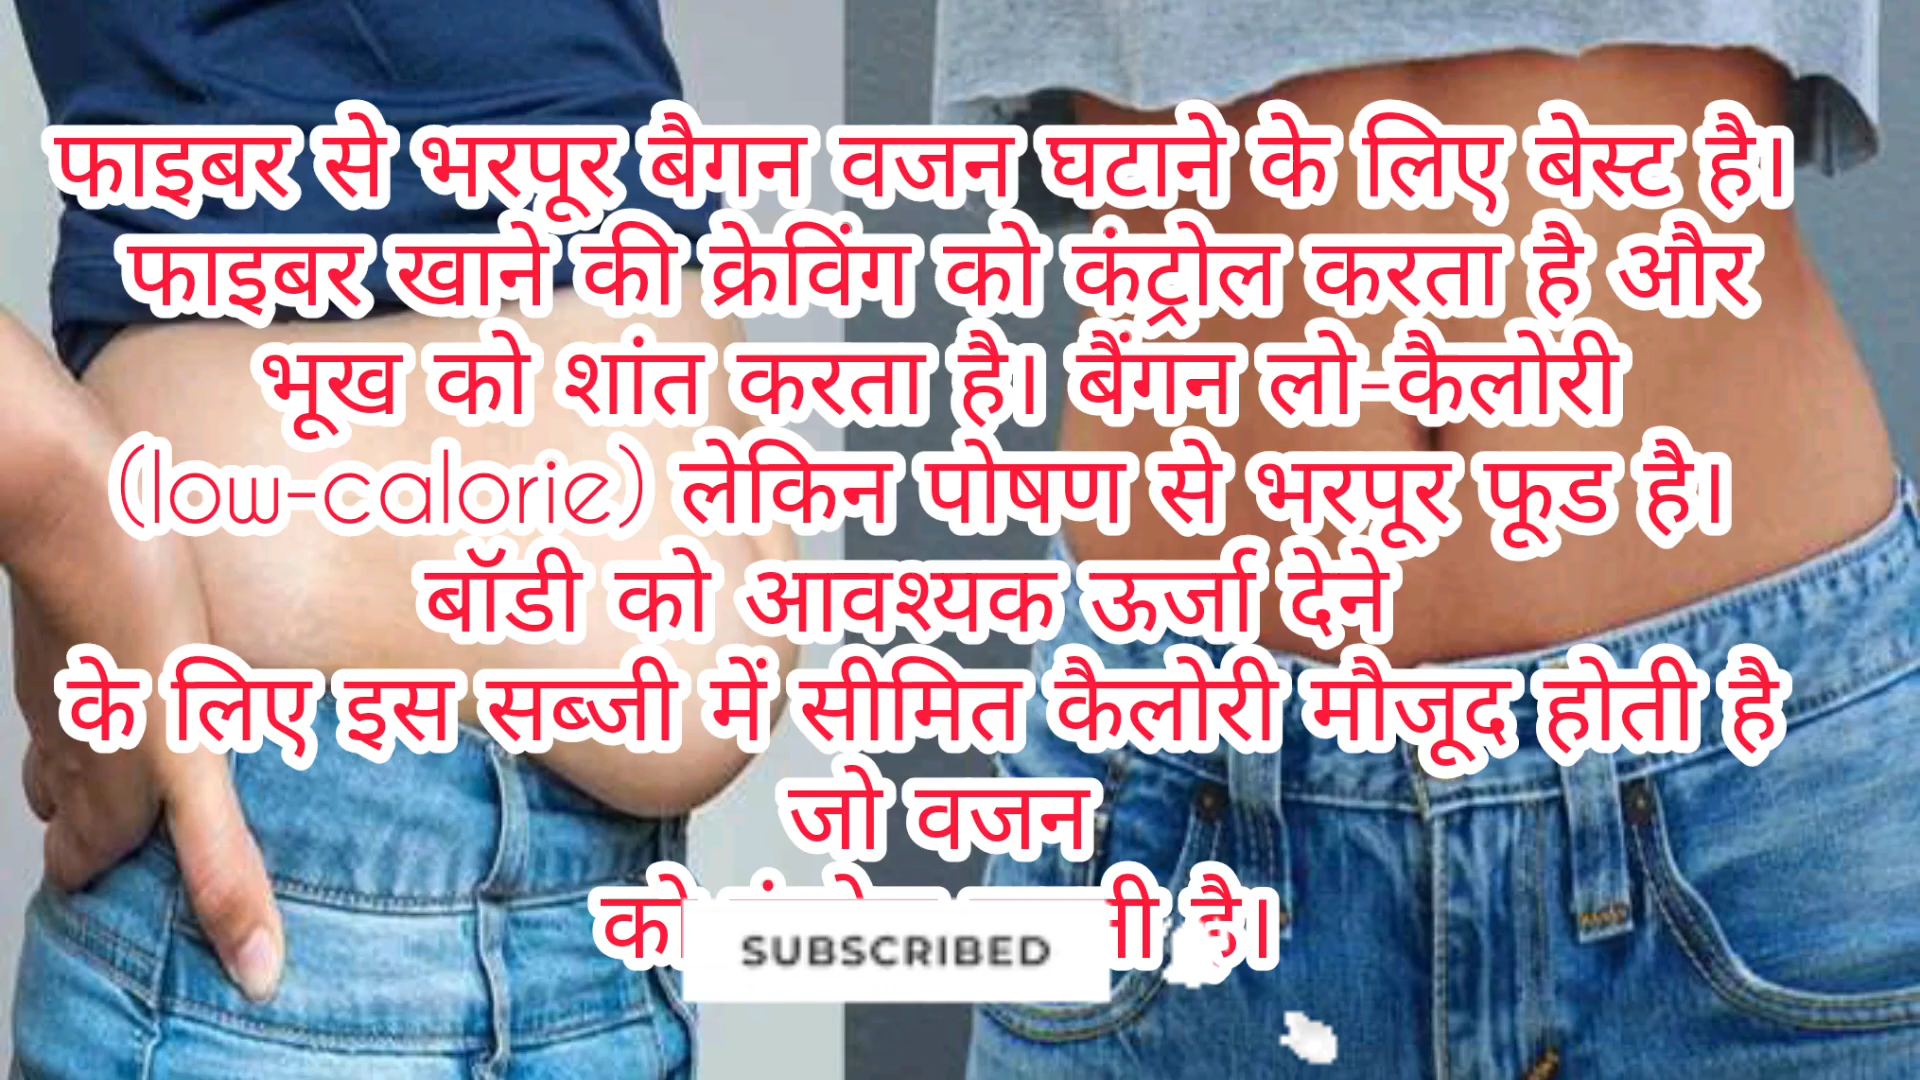 फाइबर से भरपूर बैगन वजन घटाने के लिए बेस्ट है।
फाइबर खाने की क्रेविंग को कंट्रोल करता है और
भूख को शांत करता है। बैंगन लो-कैलोरी
(low-calorie) लेकिन पोषण से भरपूर फूड है।
बॉडी को आवश्यक ऊर्जा देने
के लिए इस सब्जी में सीमित कैलोरी मौजूद होती है
जो वजन
को है।
SUBSCRIBED